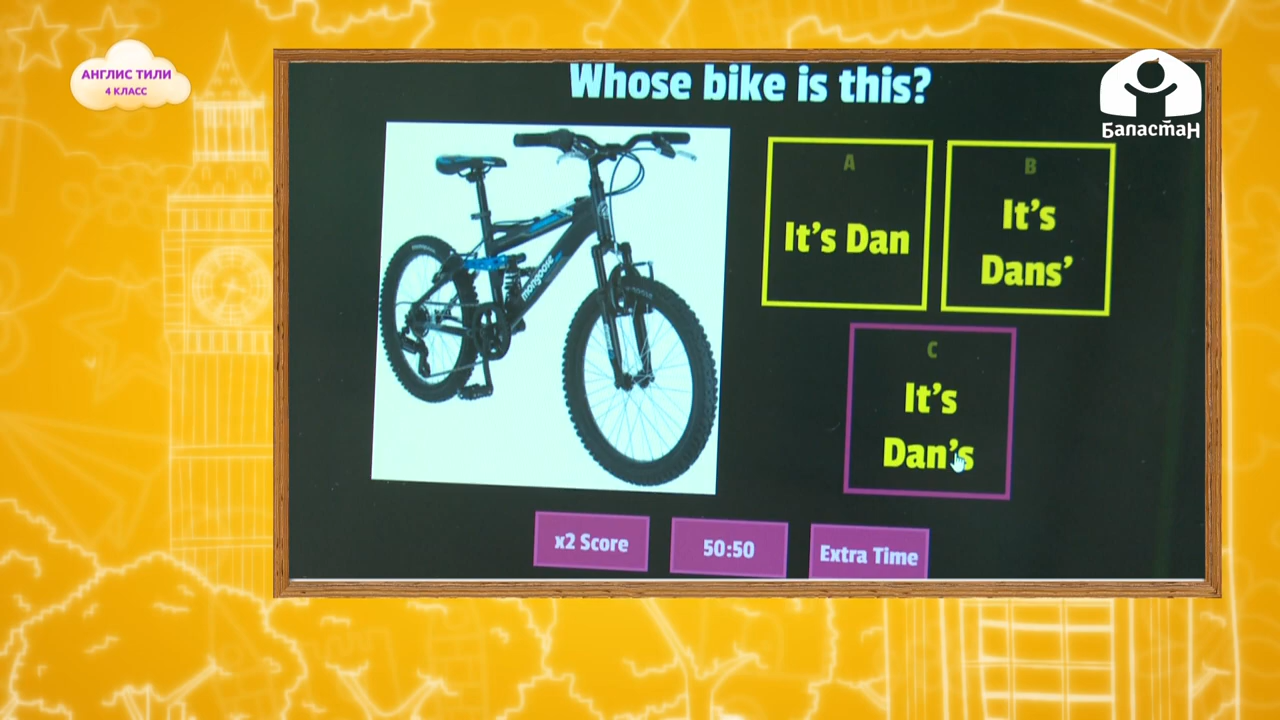 АНГЛИС ТИЛИ
4 КЛАСС
Баластан
Whose bike is this?
mongoose
A
It's Dan
B
It's
Dans'
C
It's
Dan's
x2 Score
50:50
Extra Time